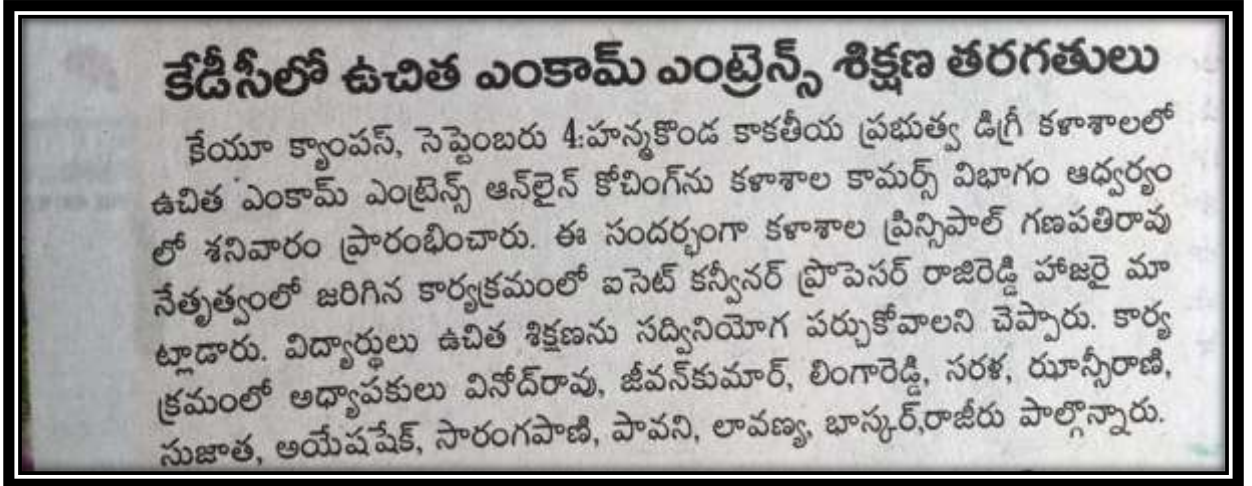 కేడీసీలో ఉచిత ఎంకామ్ ఎంట్రెన్స్ శిక్షణ తరగతులు
కేయూ క్యాంపస్, సెప్టెంబరు 4:హన్మకొండ కాకతీయ ప్రభుత్వ డిగ్రీ కళాశాలలో
ఉచిత ఎంకామ్ ఎంట్రెన్స్ ఆన్‌లైన్ కోచింగ్‌ను కళాశాల కామర్స్ విభాగం ఆధ్వర్యం
లో శనివారం ప్రారంభించారు. ఈ సందర్భంగా కళాశాల ప్రిన్సిపాల్ గణపతిరావు
నేతృత్వంలో జరిగిన కార్యక్రమంలో ఐసెట్ కన్వీనర్ ప్రొపెసర్ రాజిరెడ్డి హాజరై మా
ట్లాడారు. విద్యార్థులు ఉచిత శిక్షణను సద్వినియోగ పర్చుకోవాలని చెప్పారు. కార్య
క్రమంలో అధ్యాపకులు వినోద్‌రావు, జీవన్‌కుమార్, లింగారెడ్డి, సరళ, ఝాన్సీరాణి,
సుజాత, అయేషషేక్, సారంగపాణి, పావని, లావణ్య, భాస్కర్,రాజీరు పాల్గొన్నారు.